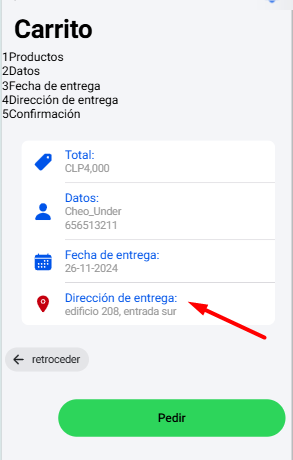 Carrito
1Productos
2Datos
3Fecha de entrega
4Dirección de entrega
5Confirmación
Total:
CLP4,000
Datos:
Cheo_Under
656513211
Fecha de entrega:
26-11-2024
Dirección de entrega:
edificio 208, entrada sur
retroceder
Pedir